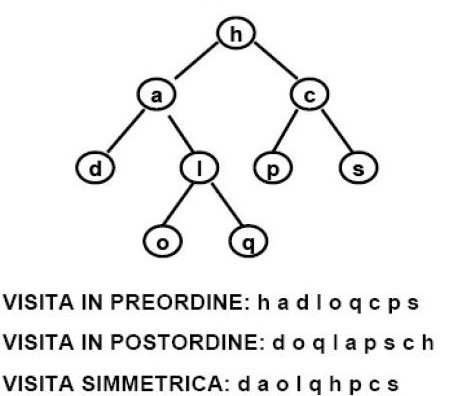 h
a c
d l p s
o q
VISITA IN PREORDINE: h a d l o q c p s
VISITA IN POSTORDINE: d o q l a p s c h
VISITA SIMMETRICA: d a o l q h p c s